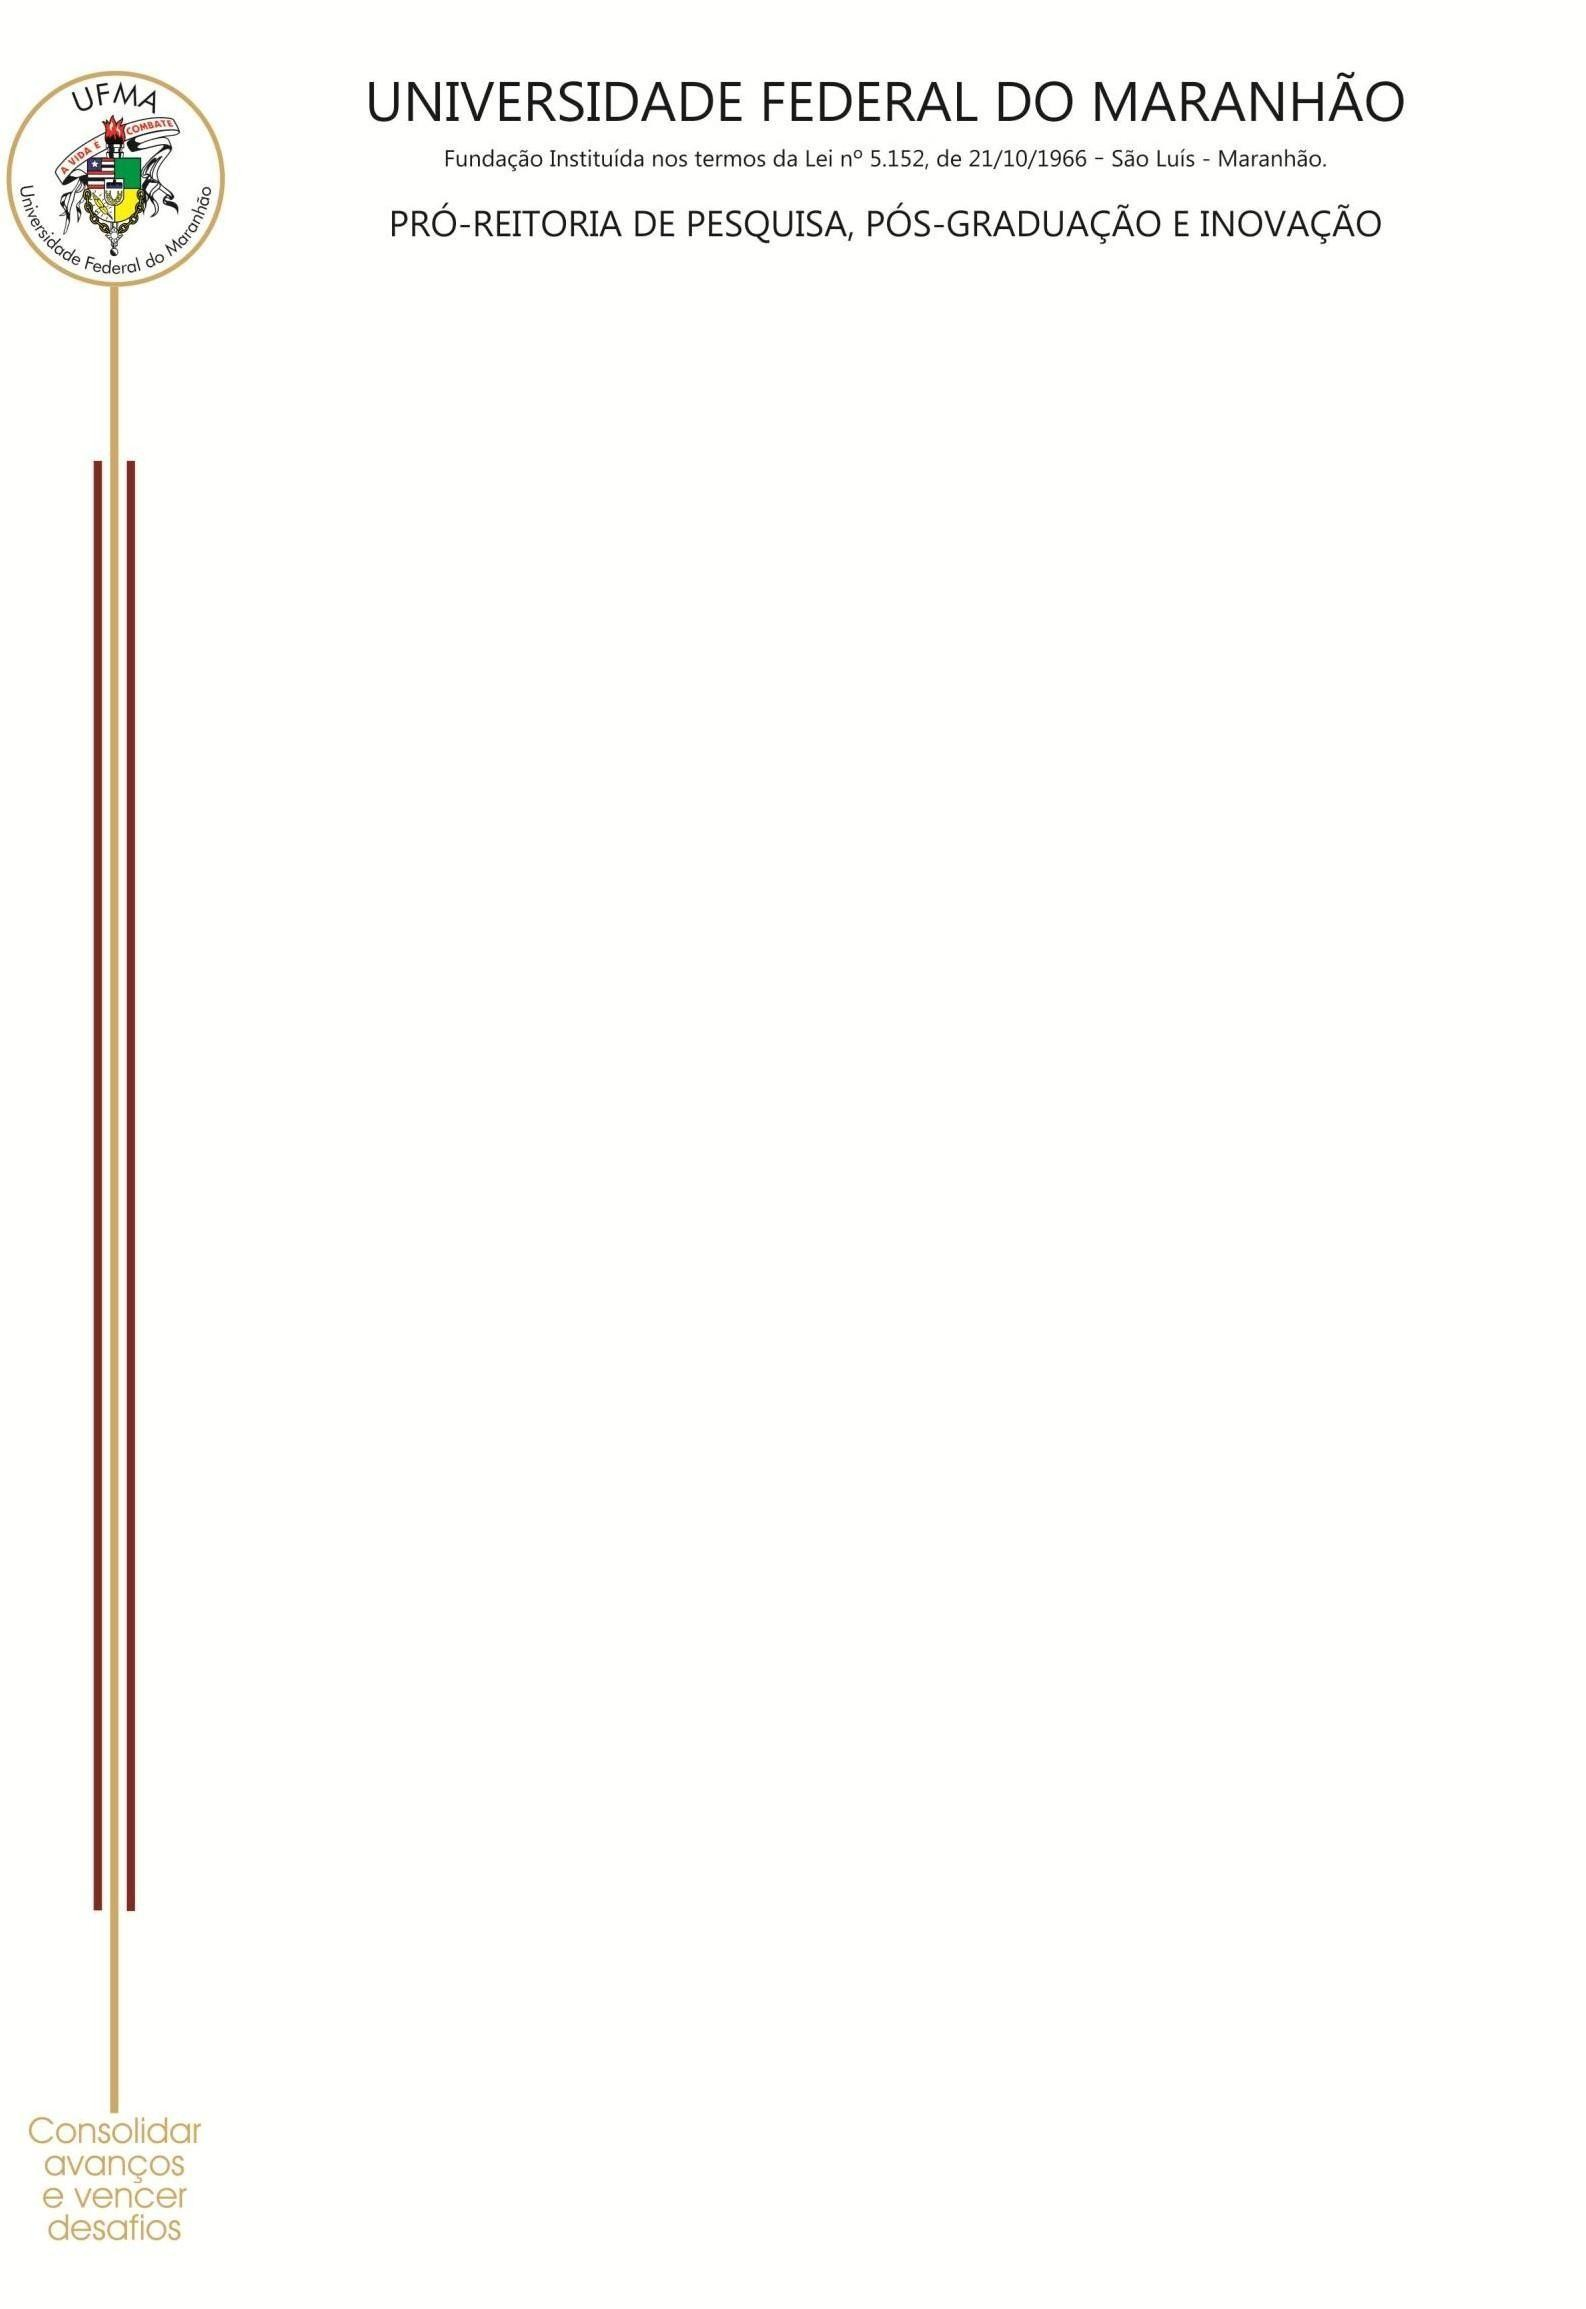 UFMA
A VIDA É COMBATE
Universidade Federal do Maranhão
UNIVERSIDADE FEDERAL DO MARANHÃO
Fundação Instituída nos termos da Lei nº 5.152, de 21/10/1966 – São Luís - Maranhão.
PRÓ-REITORIA DE PESQUISA, PÓS-GRADUAÇÃO E INOVAÇÃO
Consolidar
avanços
e vencer
desafios